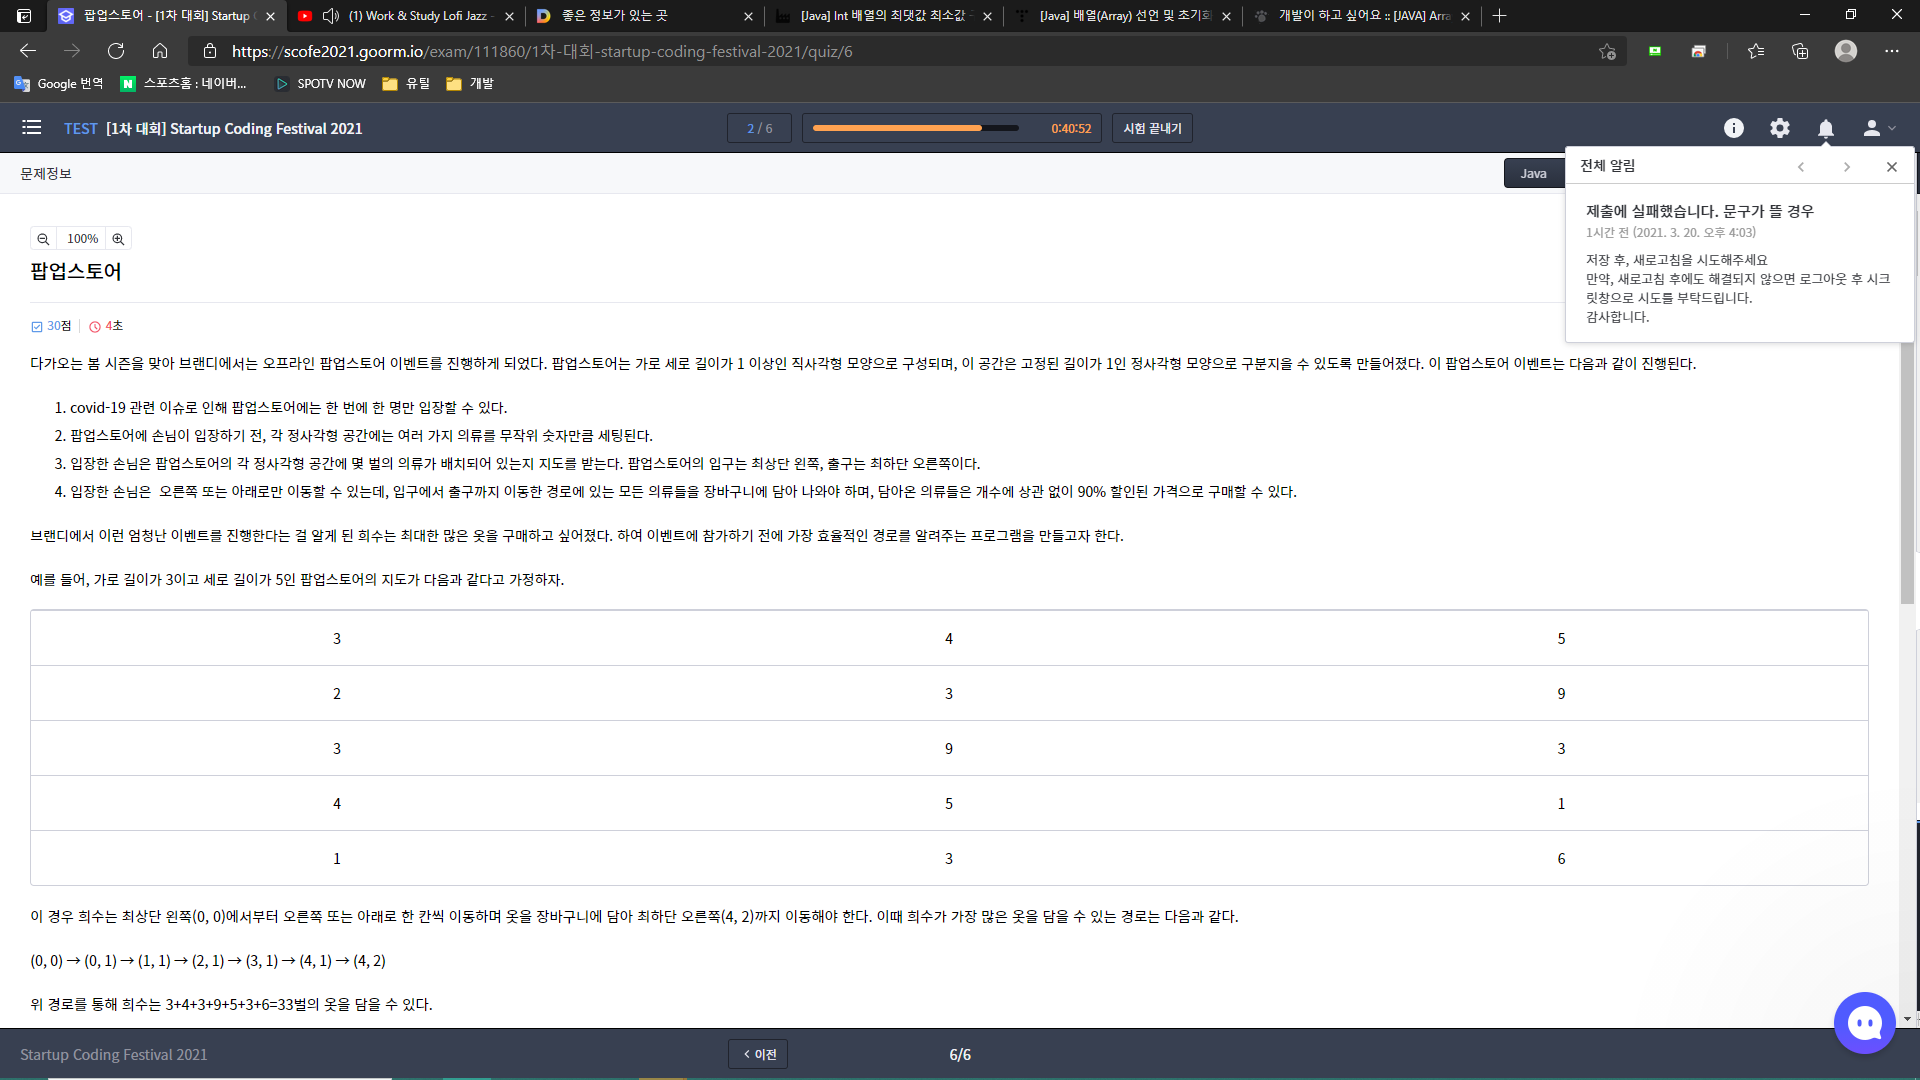 팝업스토어 - [1차 대회] Startup
(1) Work & Study Lofi Jazz -
좋은 정보가 있는 곳
[Java] Int 배열의 최댓값 최소값
[Java] 배열(Array) 선언 및 초기화
개발이 하고 싶어요 :: [JAVA] Arra
https://scofe2021.goorm.io/exam/111860/1차-대회-startup-coding-festival-2021/quiz/6
Google 번역
스포츠홈 : 네이버...
SPOTV NOW
유틸
개발
TEST [1차 대회] Startup Coding Festival 2021
2 / 6
0:40:52
시험 끝내기
문제정보
Java
전체 알림
제출에 실패했습니다. 문구가 뜰 경우
1시간 전 (2021. 3. 20. 오후 4:03)
저장 후, 새로고침을 시도해주세요
만약, 새로고침 후에도 해결되지 않으면 로그아웃 후 시크
릿창으로 시도를 부탁드립니다.
감사합니다.
100%
팝업스토어
30점
4초
다가오는 봄 시즌을 맞아 브랜디에서는 오프라인 팝업스토어 이벤트를 진행하게 되었다. 팝업스토어는 가로 세로 길이가 1 이상인 직사각형 모양으로 구성되며, 이 공간은 고정된 길이가 1인 정사각형 모양으로 구분지을 수 있도록 만들어졌다. 이 팝업스토어 이벤트는 다음과 같이 진행된다.
1. covid-19 관련 이슈로 인해 팝업스토어에는 한 번에 한 명만 입장할 수 있다.
2. 팝업스토어에 손님이 입장하기 전, 각 정사각형 공간에는 여러 가지 의류를 무작위 숫자만큼 세팅된다.
3. 입장한 손님은 팝업스토어의 각 정사각형 공간에 몇 벌의 의류가 배치되어 있는지 지도를 받는다. 팝업스토어의 입구는 최상단 왼쪽, 출구는 최하단 오른쪽이다.
4. 입장한 손님은 오른쪽 또는 아래로만 이동할 수 있는데, 입구에서 출구까지 이동한 경로에 있는 모든 의류들을 장바구니에 담아 나와야 하며, 담아온 의류들은 개수에 상관 없이 90% 할인된 가격으로 구매할 수 있다.
브랜디에서 이런 엄청난 이벤트를 진행한다는 걸 알게 된 희수는 최대한 많은 옷을 구매하고 싶어졌다. 하여 이벤트에 참가하기 전에 가장 효율적인 경로를 알려주는 프로그램을 만들고자 한다.
예를 들어, 가로 길이가 3이고 세로 길이가 5인 팝업스토어의 지도가 다음과 같다고 가정하자.
3 4 5
2 3 9
3 9 3
4 5 1
1 3 6
이 경우 희수는 최상단 왼쪽(0, 0)에서부터 오른쪽 또는 아래로 한 칸씩 이동하며 옷을 장바구니에 담아 최하단 오른쪽(4, 2)까지 이동해야 한다. 이때 희수가 가장 많은 옷을 담을 수 있는 경로는 다음과 같다.
(0, 0) → (0, 1) → (1, 1) → (2, 1) → (3, 1) → (4, 1) → (4, 2)
위 경로를 통해 희수는 3+4+3+9+5+3+6=33벌의 옷을 담을 수 있다.
Startup Coding Festival 2021
이전
6/6